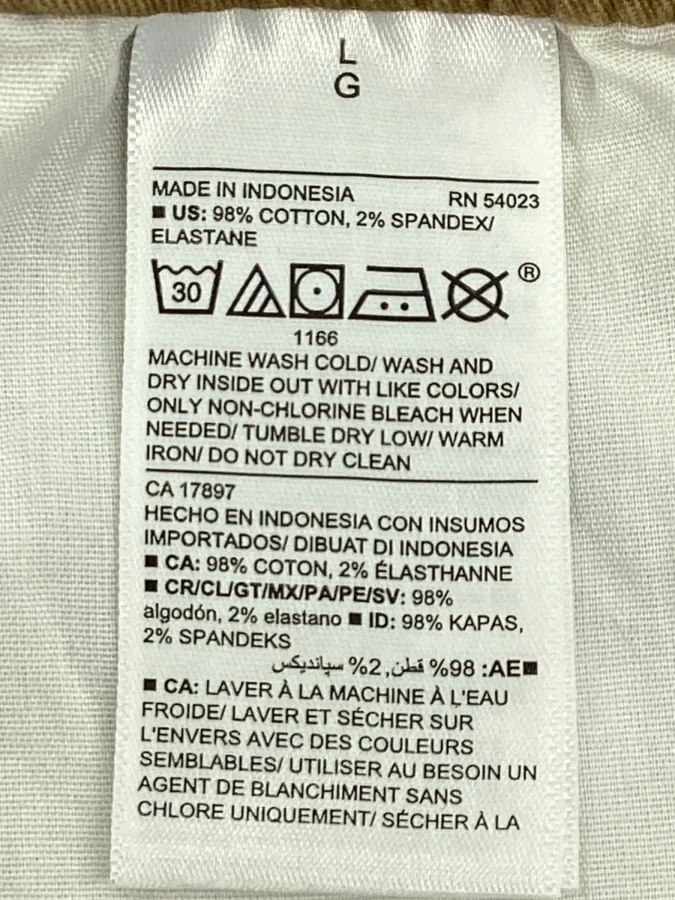 L
G
MADE IN INDONESIA RN 54023
■ US: 98% COTTON, 2% SPANDEX/
ELASTANE
30 ®
1166
MACHINE WASH COLD/ WASH AND
DRY INSIDE OUT WITH LIKE COLORS/
ONLY NON-CHLORINE BLEACH WHEN
NEEDED/ TUMBLE DRY LOW/ WARM
IRON/ DO NOT DRY CLEAN
CA 17897
HECHO EN INDONESIA CON INSUMOS
IMPORTADOS/ DIBUAT DI INDONESIA
■ CA: 98% COTON, 2% ÉLASTHANNE
■ CR/CL/GT/MX/PA/PE/SV: 98%
algodón, 2% elastano ■ ID: 98% KAPAS,
2% SPANDEKS
■AE: 98% قطن, 2% سپاندیکس
■ CA: LAVER À LA MACHINE À L'EAU
FROIDE/ LAVER ET SÉCHER SUR
L'ENVERS AVEC DES COULEURS
SEMBLABLES/ UTILISER AU BESOIN UN
AGENT DE BLANCHIMENT SANS
CHLORE UNIQUEMENT/ SÉCHER À LA